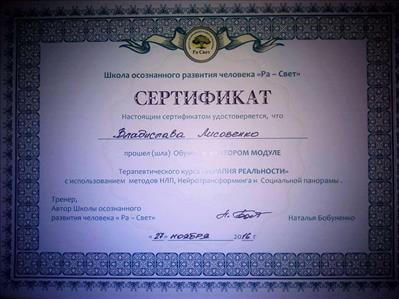 Ра Свет
Школа осознанного развития человека «Ра – Свет»
СЕРТИФИКАТ
Настоящим сертификатом удостоверяется, что
Владислава Лисовенко
прошел (шла) МОДУЛЕ
Терапевтического курса РЕАЛЬНОСТИ»
с использованием методов НЛП, Нейротрансформинга и Социальной панорамы.
Тренер,
Автор Школы осознанного
развития человека « Ра – Свет»
Наталья Бобученко
«27» НОЯБРЯ 2016 г.